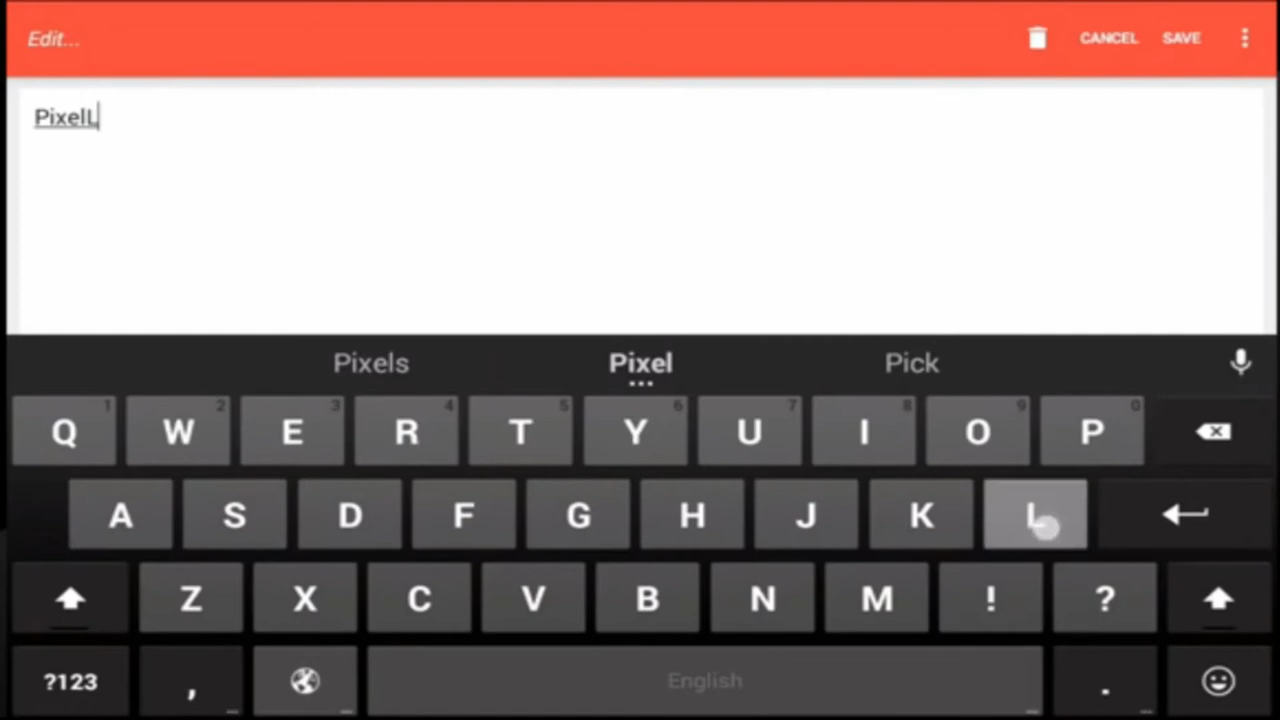 Edit...
CANCEL SAVE
PixelL
Pixels Pixel Pick
Q 1 W 2 E 3 R 4 T 5 Y 6 U 7 I 8 O 9 P 0
A S D F G H J K L
Z X C V B N M ! ?
?123 , English .